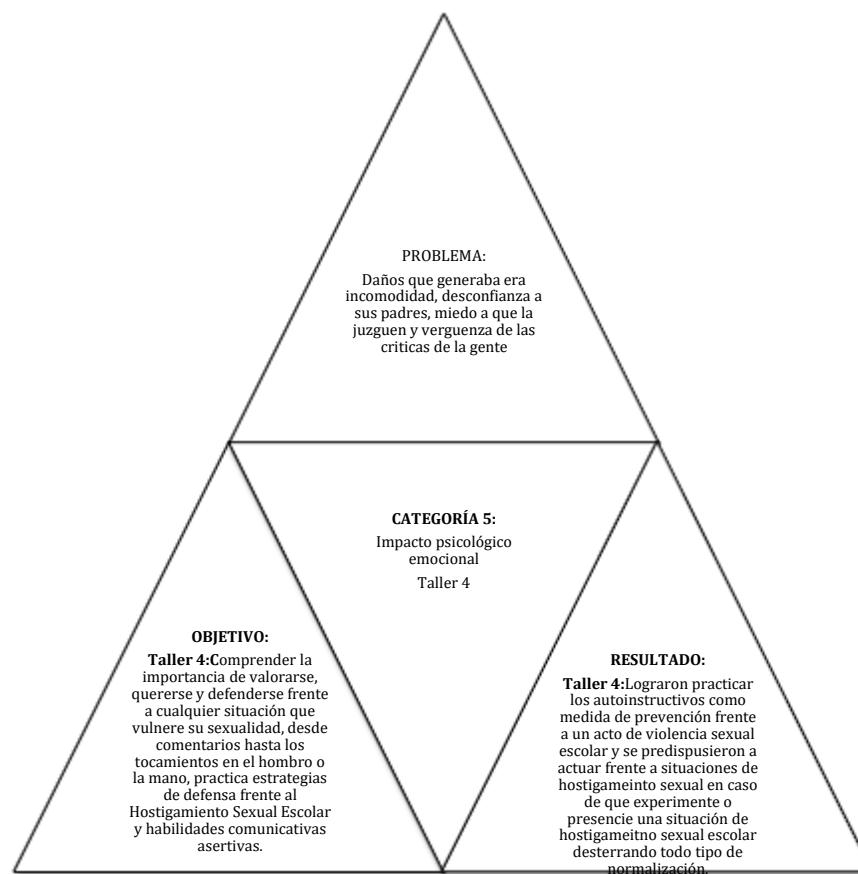 PROBLEMA:
Daños que generaba era
incomodidad, desconfianza a
sus padres, miedo a que la
juzguen y verguenza de las
criticas de la gente
CATEGORÍA 5:
Impacto psicológico
emocional
Taller 4
OBJETIVO:
Taller 4:Comprender la
importancia de valorarse,
quererse y defenderse frente
a cualquier situación que
vulnere su sexualidad, desde
comentarios hasta los
tocamientos en el hombro o
la mano, practica estrategias
de defensa frente al
Hostigamiento Sexual Escolar
y habilidades comunicativas
asertivas.
RESULTADO:
Taller 4:Lograron practicar
los autoinstructivos como
medida de prevención frente
a un acto de violencia sexual
escolar y se predispusieron a
actuar frente a situaciones de
hostigameinto sexual en caso
de que experimente o
presencie una situación de
hostigameitno sexual escolar
desterrando todo tipo de
normalización.